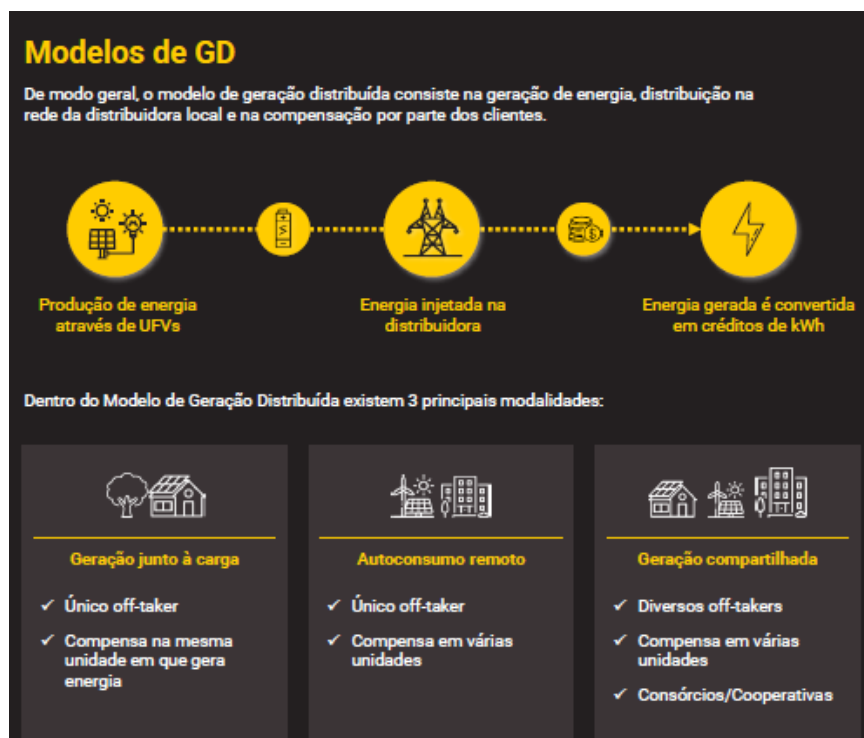 Modelos de GD
De modo geral, o modelo de geração distribuída consiste na geração de energia, distribuição na
rede da distribuidora local e na compensação por parte dos clientes.
Produção de energia
através de UFVs
Energia injetada na
distribuidora
Energia gerada é convertida
em créditos de kWh
Dentro do Modelo de Geração Distribuída existem 3 principais modalidades:
Geração junto à carga
✓ Único off-taker
✓ Compensa na mesma
unidade em que gera
energia
Autoconsumo remoto
✓ Único off-taker
✓ Compensa em várias
unidades
Geração compartilhada
✓ Diversos off-takers
✓ Compensa em várias
unidades
✓ Consórcios/Cooperativas